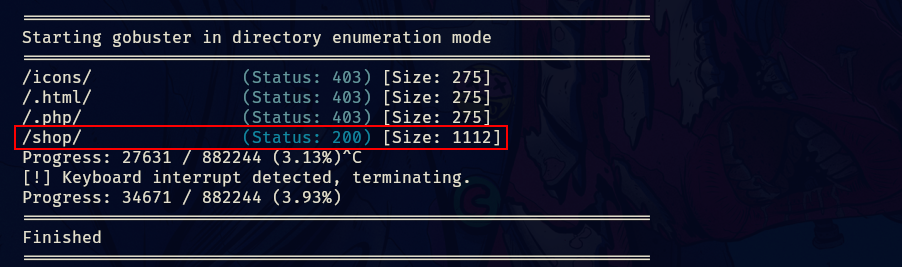 ===============================================================
Starting gobuster in directory enumeration mode
===============================================================
/icons/               (Status: 403) [Size: 275]
/.html/               (Status: 403) [Size: 275]
/.php/                (Status: 403) [Size: 275]
/shop/                (Status: 200) [Size: 1112]
Progress: 27631 / 882244 (3.13%)^C
[!] Keyboard interrupt detected, terminating.
Progress: 34671 / 882244 (3.93%)
===============================================================
Finished
===============================================================